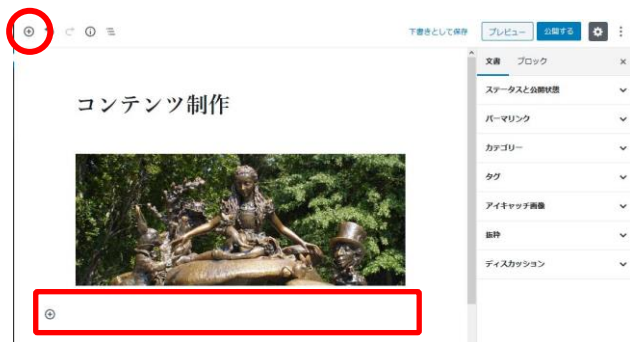 下書きとして保存 プレビュー 公開する
文書 ブロック
ステータスと公開状態
パーマリンク
カテゴリー
タグ
アイキャッチ画像
抜粋
ディスカッション
コンテンツ制作